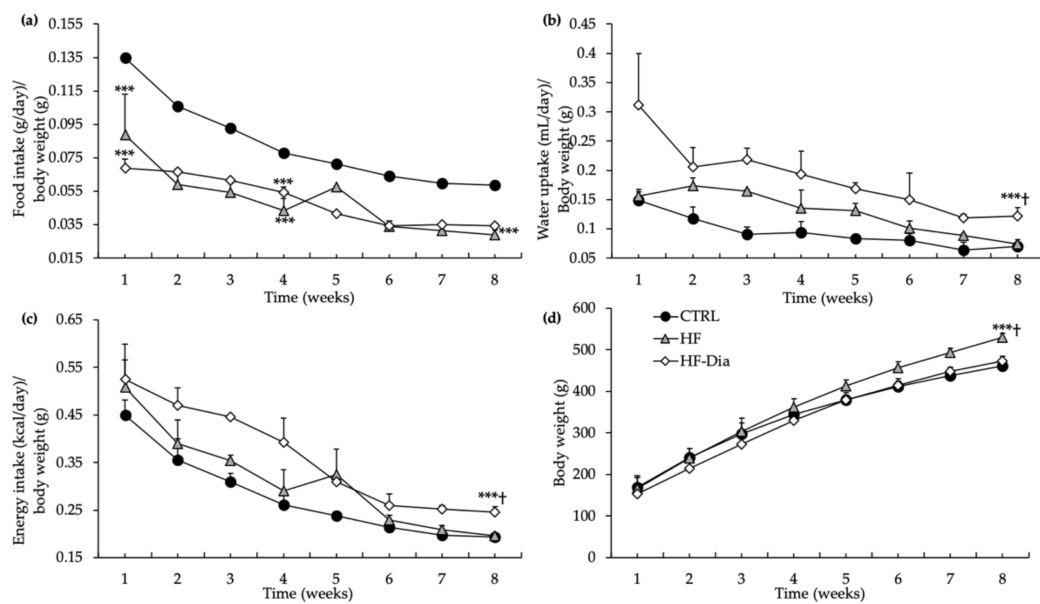 (a)
0.155
0.135
0.115
0.095
0.075
0.055
0.035
0.015
Food intake (g/day)/
body weight (g)
***
***
***
***
***
1 2 3 4 5 6 7 8
Time (weeks)
(b)
0.45
0.4
0.35
0.3
0.25
0.2
0.15
0.1
0.05
Water uptake (mL/day)/
Body weight (g)
***†
1 2 3 4 5 6 7 8
Time (weeks)
(c)
0.65
0.55
0.45
0.35
0.25
0.15
Energy intake (kcal/day)/
body weight (g)
***†
1 2 3 4 5 6 7 8
Time (weeks)
(d)
600
500
400
300
200
100
0
Body weight (g)
CTRL
HF
HF-Dia
***†
1 2 3 4 5 6 7 8
Time (weeks)